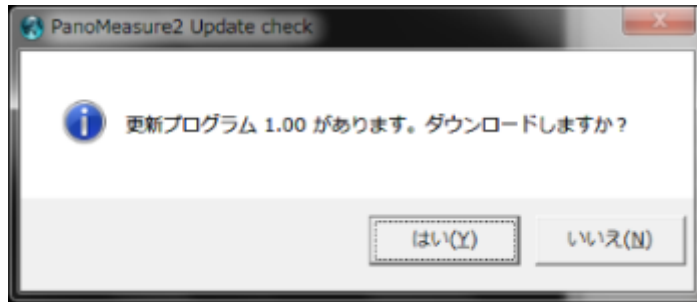 PanoMeasure2 Update check
更新プログラム 1.00 があります。ダウンロードしますか？
はい(Y)
いいえ(N)